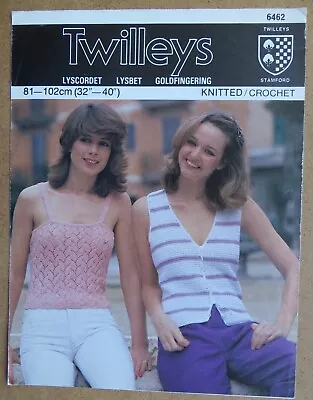 6462
Twilleys
TWILLEYS
STAMFORD
LYSCORDET LYSBET GOLDFINGERING
81—102cm (32"—40")
KNITTED/CROCHET